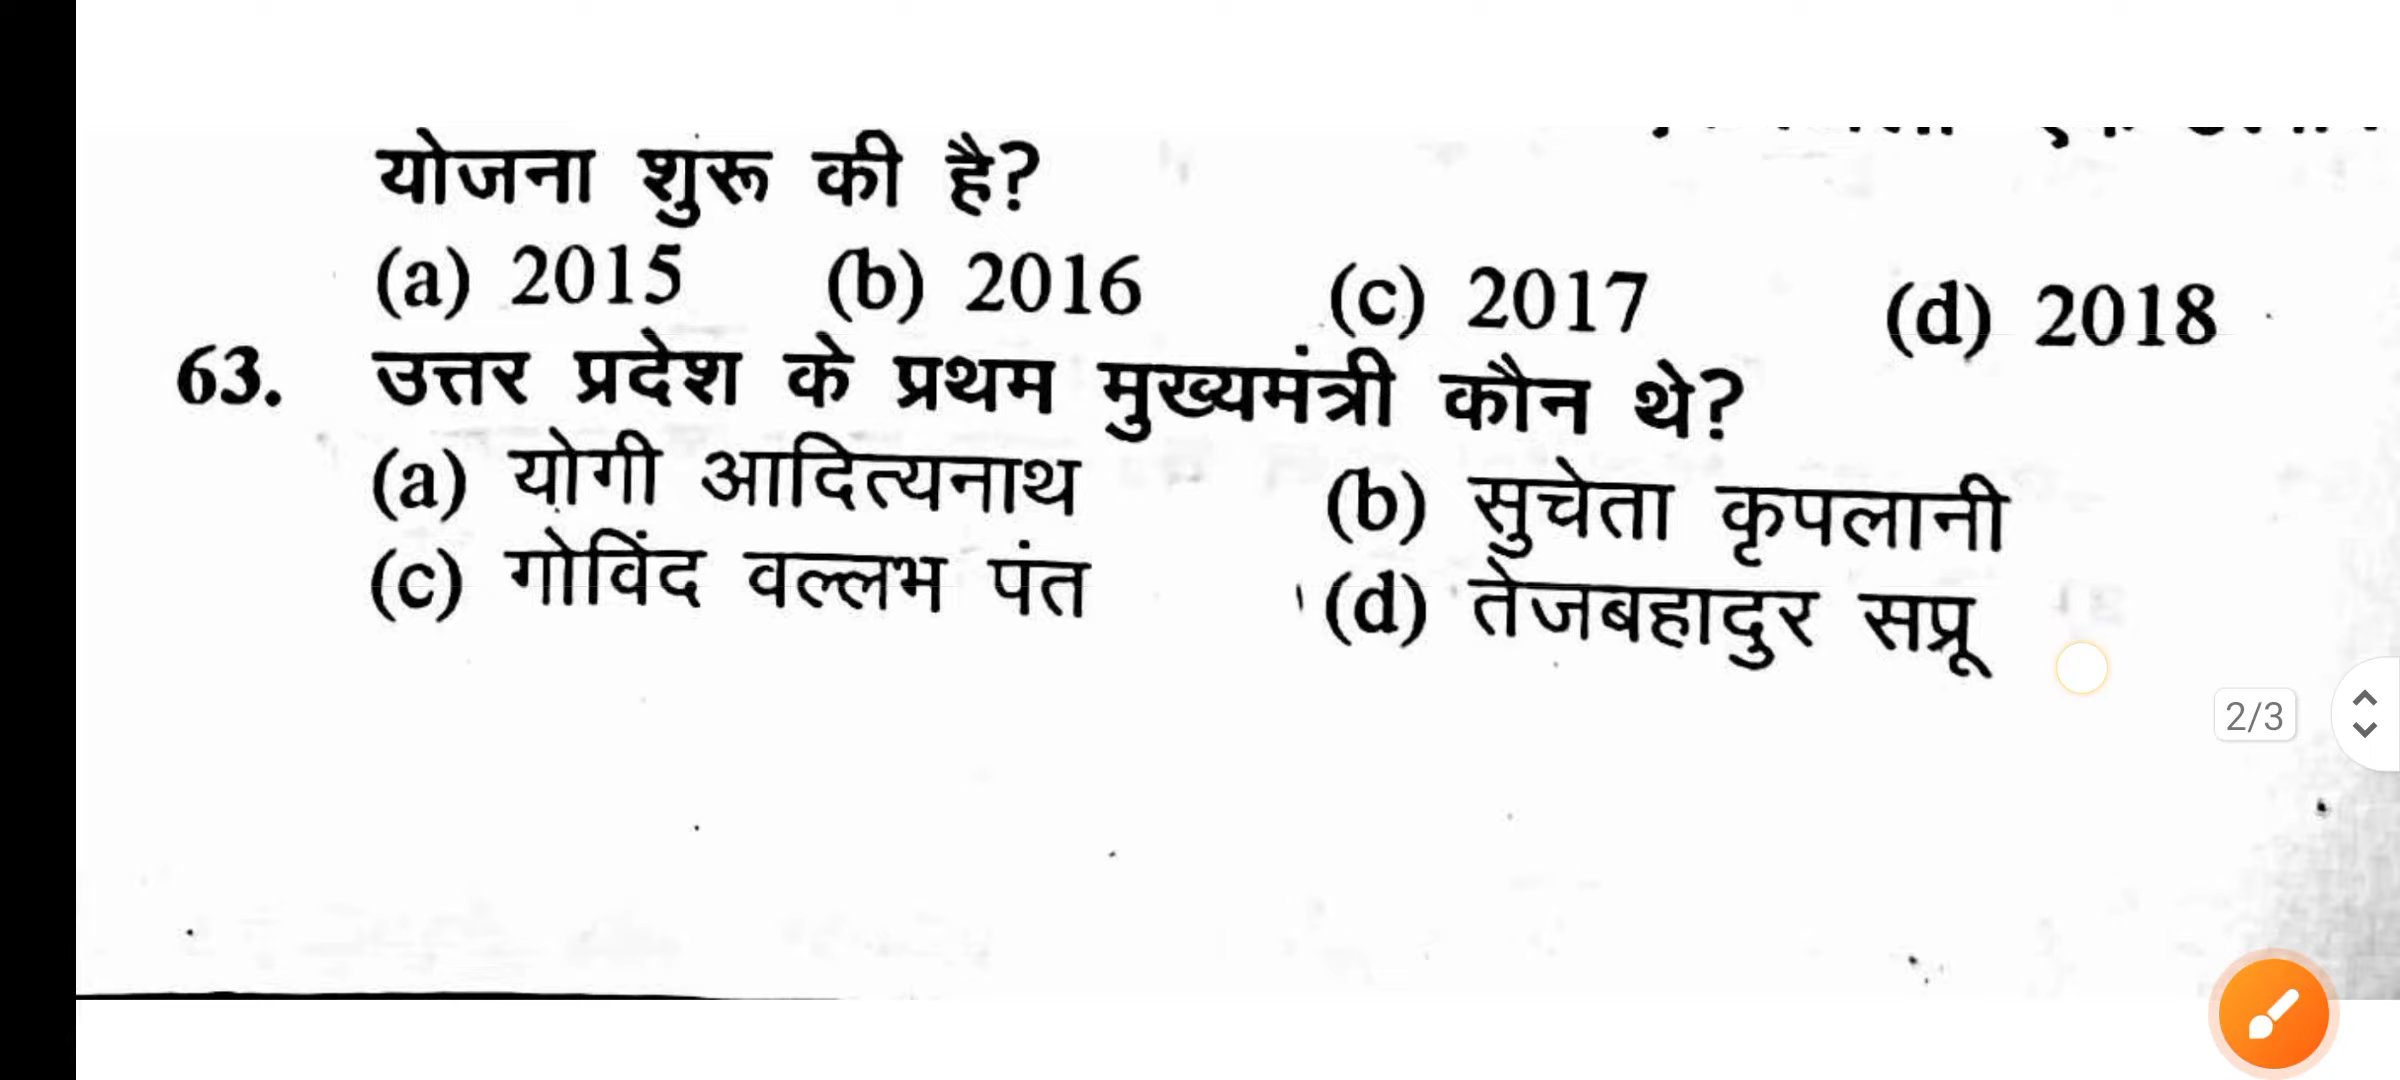 योजना शुरू की है?
(a) 2015 (b) 2016 (c) 2017 (d) 2018
63. उत्तर प्रदेश के प्रथम मुख्यमंत्री कौन थे?
(a) योगी आदित्यनाथ (b) सुचेता कृपलानी
(c) गोविंद वल्लभ पंत (d) तेजबहादुर सप्रू
2/3